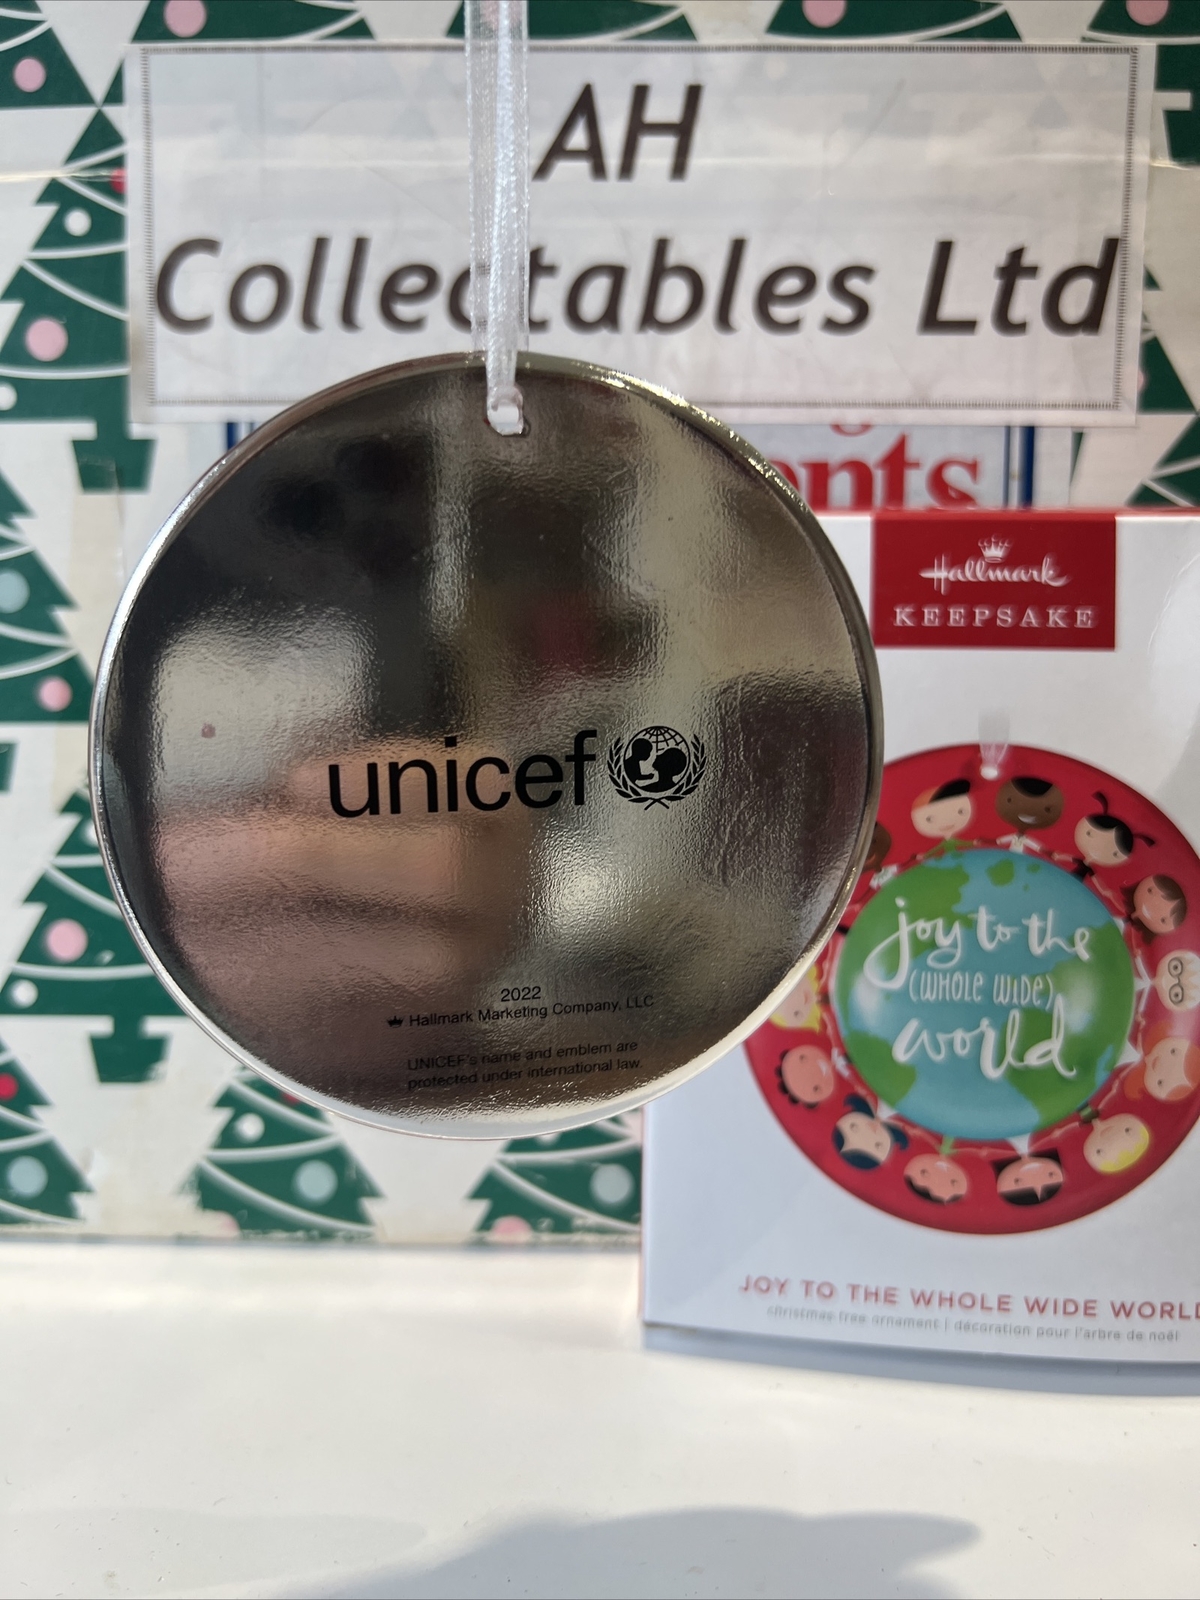 AH
Collectables Ltd
nts
Hallmark
KEEPSAKE
unicef
2022
Hallmark Marketing Company, LLC
UNICEF's name and emblem are
protected under international law.
joy to the
(WHOLE WIDE)
world
JOY TO THE WHOLE WIDE WORLD
christmas tree ornament | décoration pour l'arbre de noël